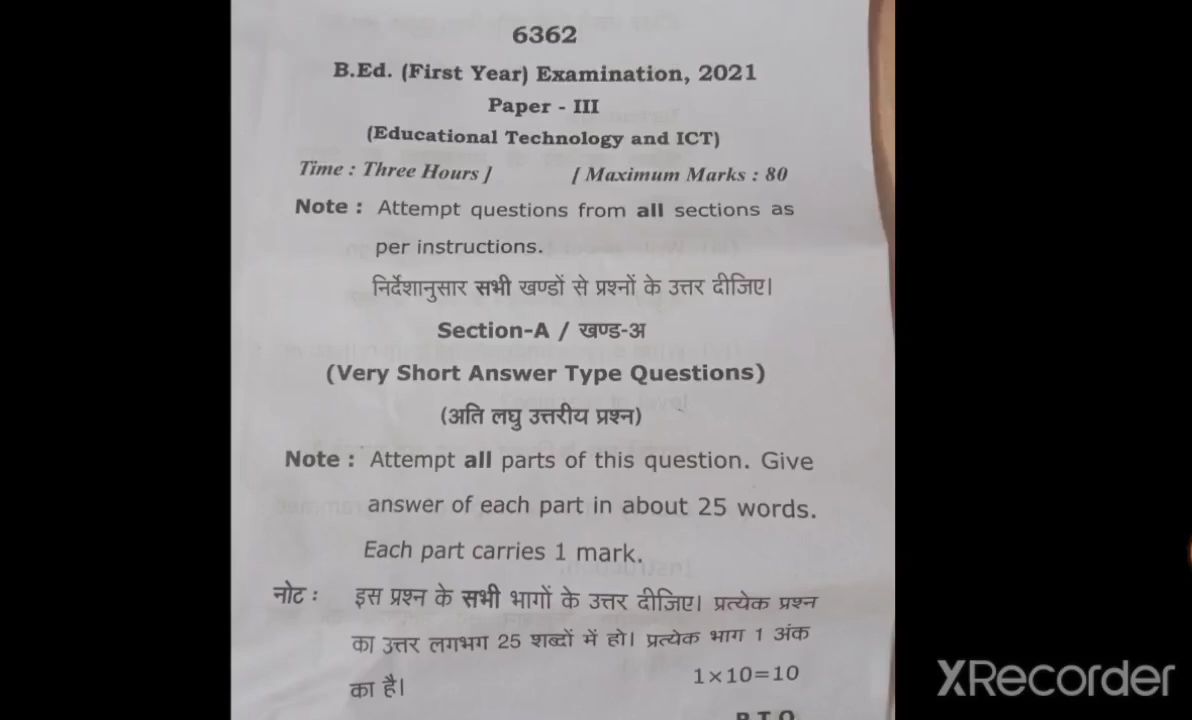 6362
B.Ed. (First Year) Examination, 2021
Paper - III
(Educational Technology and ICT)
Time : Three Hours ] [ Maximum Marks : 80
Note : Attempt questions from all sections as
per instructions.
निर्देशानुसार सभी खण्डों से प्रश्नों के उत्तर दीजिए।
Section-A / खण्ड-अ
(Very Short Answer Type Questions)
(अति लघु उत्तरीय प्रश्न)
Note : Attempt all parts of this question. Give
answer of each part in about 25 words.
Each part carries 1 mark.
नोट : इस प्रश्न के सभी भागों के उत्तर दीजिए। प्रत्येक प्रश्न
का उत्तर लगभग 25 शब्दों में हो। प्रत्येक भाग 1 अंक
का है। 1×10=10
P.T.O
XRecorder